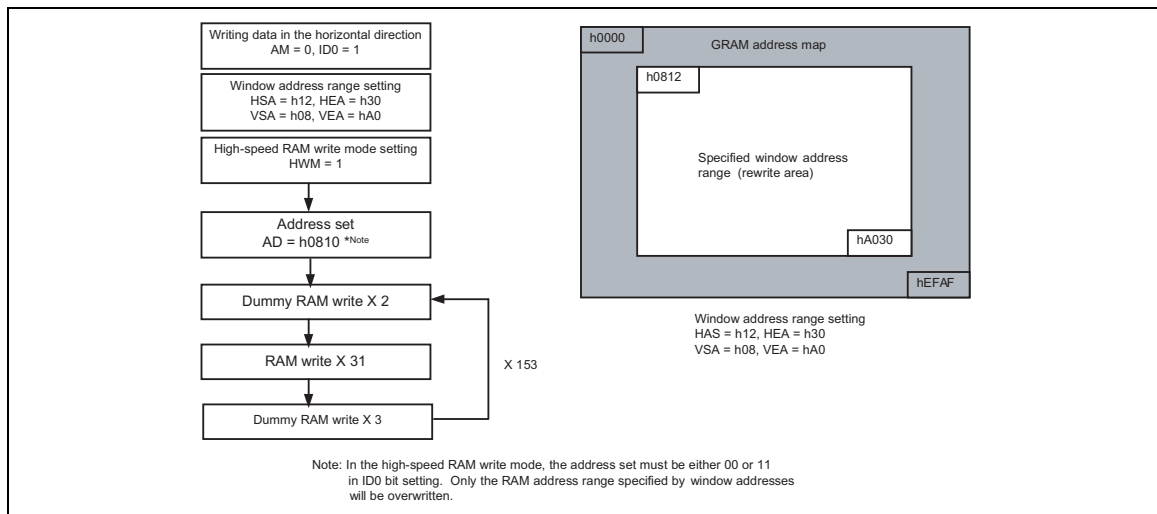 Writing data in the horizontal direction
AM = 0, ID0 = 1
Window address range setting
HSA = h12, HEA = h30
VSA = h08, VEA = hA0
High-speed RAM write mode setting
HWM = 1
Address set
AD = h0810 *Note
Dummy RAM write X 2
RAM write X 31
X 153
Dummy RAM write X 3
h0000
GRAM address map
h0812
Specified window address
range (rewrite area)
hA030
hEFAF
Window address range setting
HAS = h12, HEA = h30
VSA = h08, VEA = hA0
Note: In the high-speed RAM write mode, the address set must be either 00 or 11
in ID0 bit setting. Only the RAM address range specified by window addresses
will be overwritten.